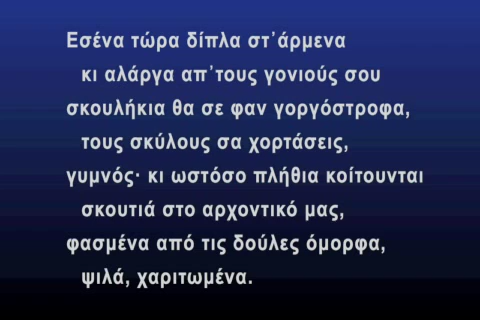 Εσένα τώρα δίπλα στ'άρμενα
κι αλάργα απ'τους γονιούς σου
σκουλήκια θα σε φαν γοργόστροφα,
τους σκύλους σα χορτάσεις,
γυμνός· κι ωστόσο πλήθια κοίτουνται
σκουτιά στο αρχοντικό μας,
φασμένα από τις δούλες όμορφα,
ψιλά, χαριτωμένα.